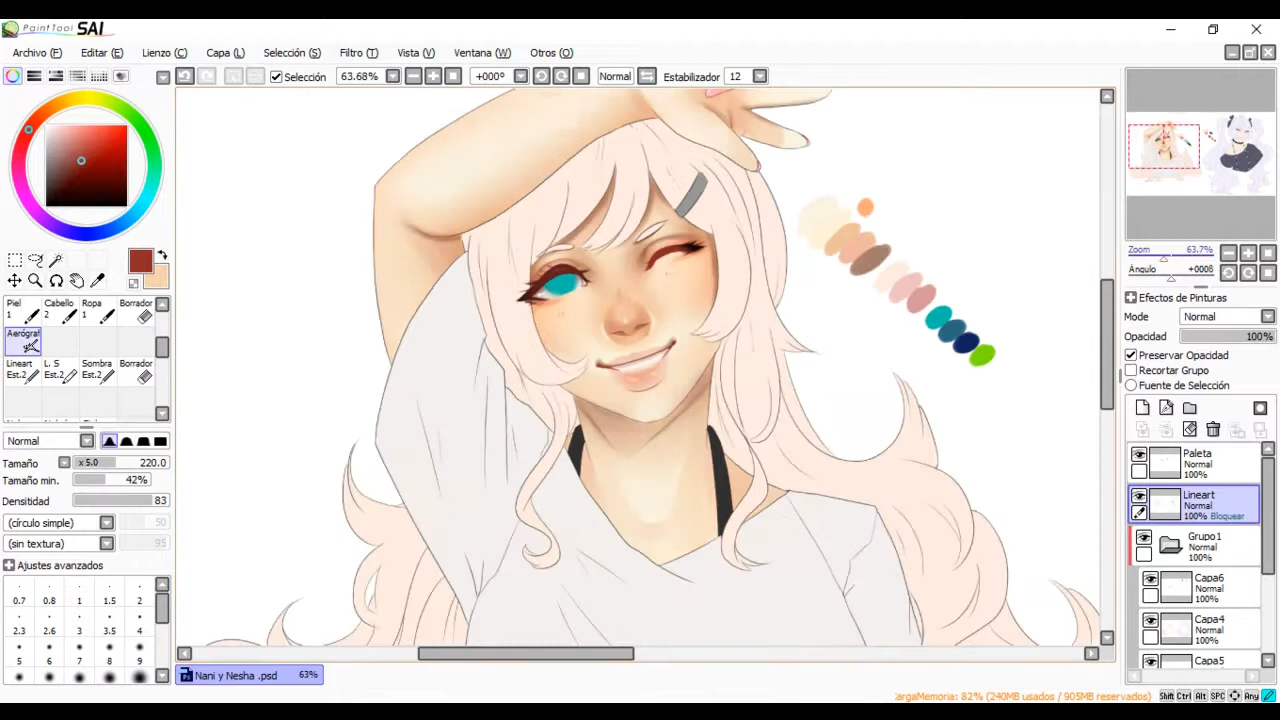 PaintTool SAI
Archivo (F) Editar (E) Lienzo (C) Capa (L) Selección (S) Filtro (T) Vista (V) Ventana (W) Otros (O)
Selección 63.68% +000° Normal Estabilizador 12
Zoom 63.7%
Ángulo +000ß
Piel Cabello Ropa Borrador
1 2 1
Aerógraf
Lineart L. S Sombra Borrador
Est.2 Est.2 Est.2
Normal
Tamaño x 5.0 220.0
Tamaño min. 42%
Densidad 83
(círculo simple) 50
(sin textura) 95
Ajustes avanzados
0.7 0.8 1 1.5 2
2.3 2.6 3 3.5 4
5 6 7 8 9
Efectos de Pinturas
Mode Normal
Opacidad 100%
Preservar Opacidad
Recortar Grupo
Fuente de Selección
Paleta
Normal
100%
Lineart
Normal
100% Bloquear
Grupo1
Normal
100%
Capa6
Normal
100%
Capa4
Normal
100%
Capa5
Nani y Nesha .psd 63%
argaMemoria: 82% (240MB usados / 905MB reservados) Shift Ctrl Alt SPC Any